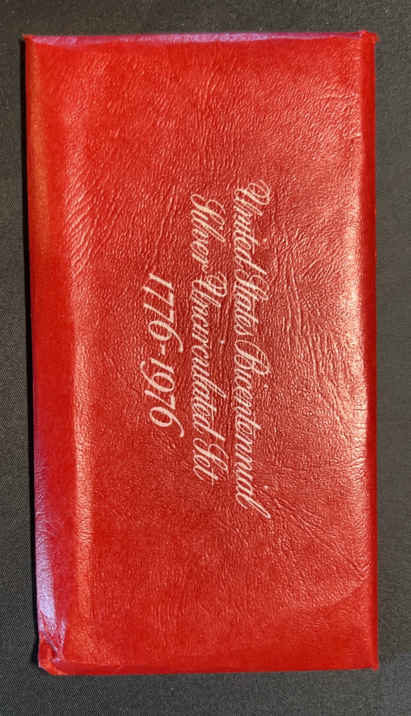 United States Bicentennial
Silver Uncirculated Set
1776-1976